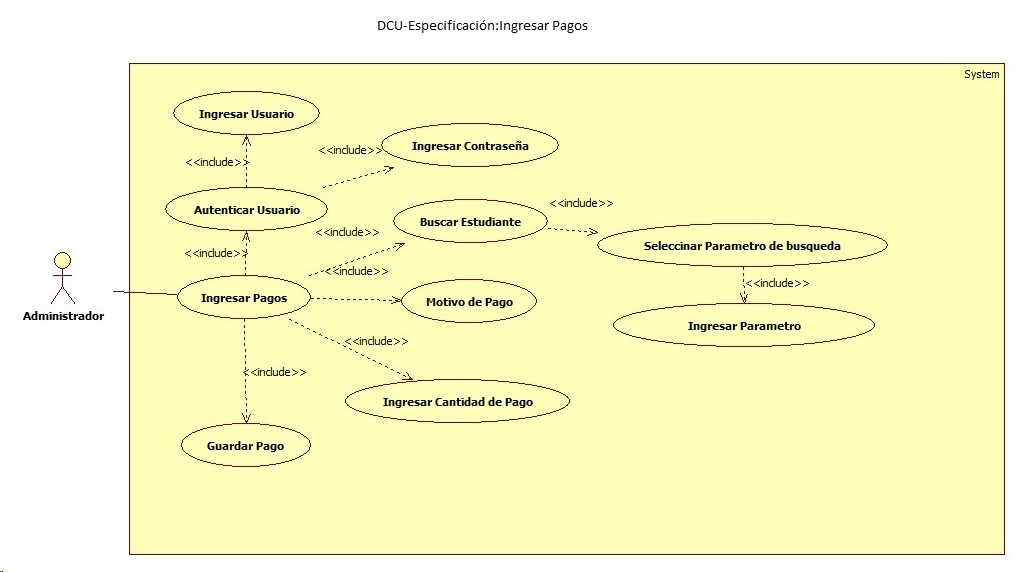 DCU-Especificación:Ingresar Pagos
System
Ingresar Usuario
<<include>>
Ingresar Contraseña
<<include>>
Autenticar Usuario
Buscar Estudiante
<<include>>
<<include>>
Seleccinar Parametro de busqueda
<<include>>
<<include>>
<<include>>
Ingresar Pagos
Motivo de Pago
Administrador
Ingresar Parametro
<<include>>
<<include>>
Ingresar Cantidad de Pago
Guardar Pago